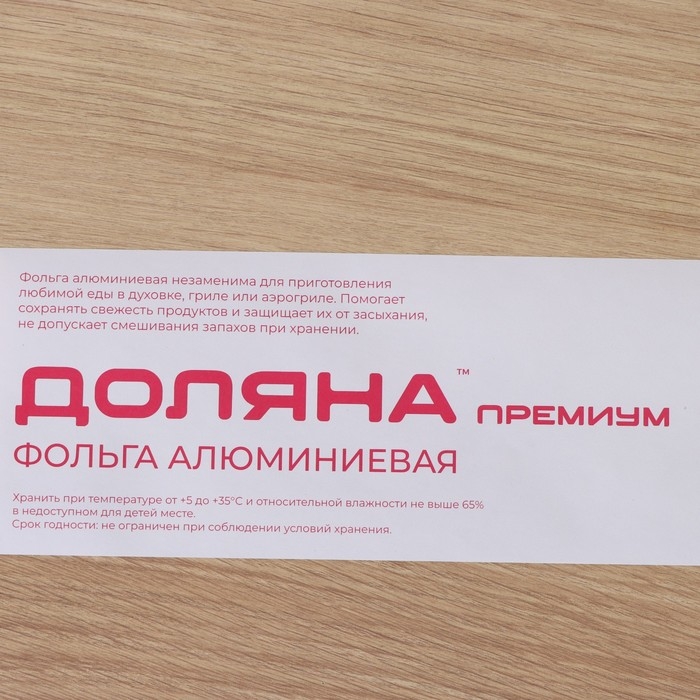 Фольга алюминиевая незаменима для приготовления
любимой еды в духовке, гриле или аэрогриле. Помогает
сохранять свежесть продуктов и защищает их от засыхания,
не допускает смешивания запахов при хранении.
ДОЛЯНА™ ПРЕМИУМ
ФОЛЬГА АЛЮМИНИЕВАЯ
Хранить при температуре от +5 до +35°С и относительной влажности не выше 65%
в недоступном для детей месте.
Срок годности: не ограничен при соблюдении условий хранения.